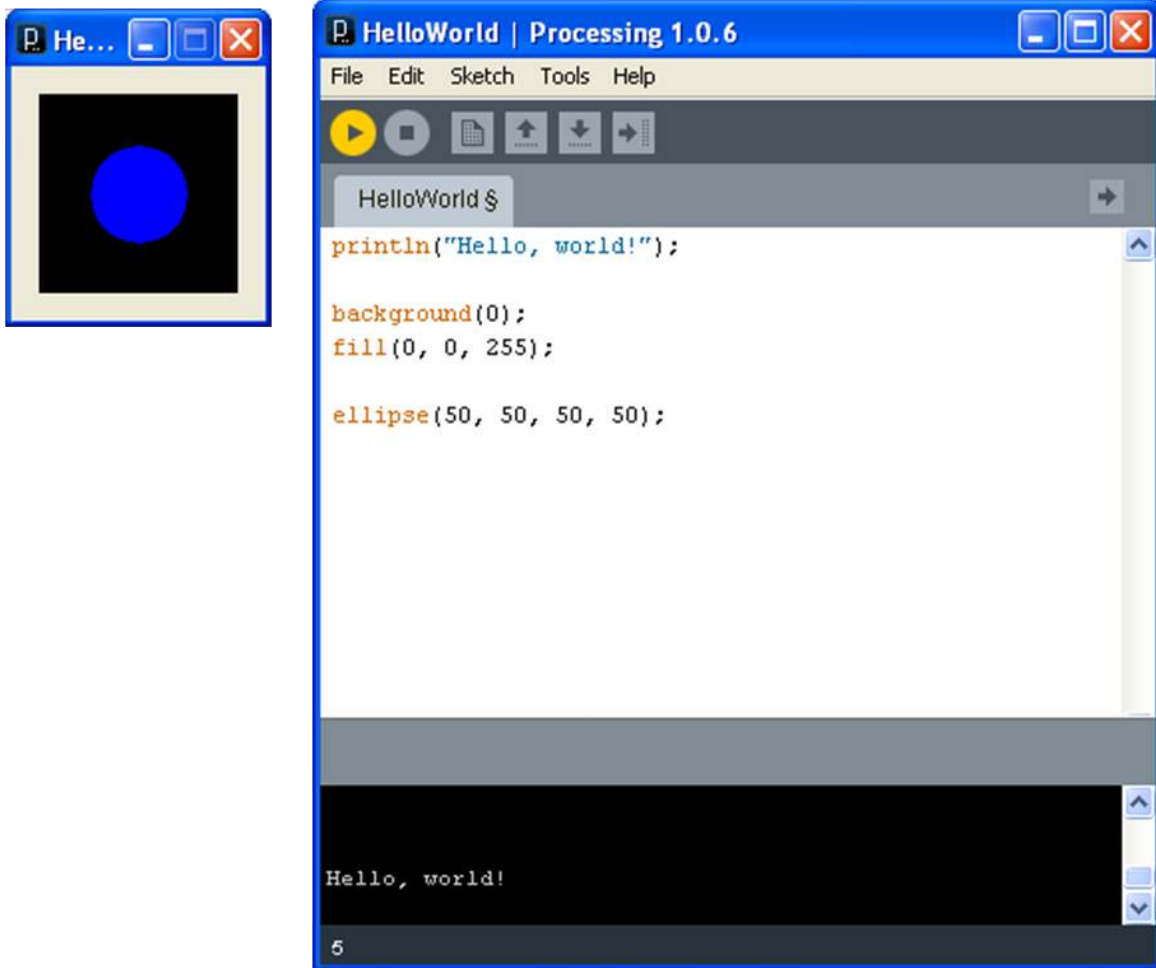 He...
HelloWorld | Processing 1.0.6
File Edit Sketch Tools Help
HelloWorld §
println("Hello, world!");
background(0);
fill(0, 0, 255);
ellipse(50, 50, 50, 50);
Hello, world!
5